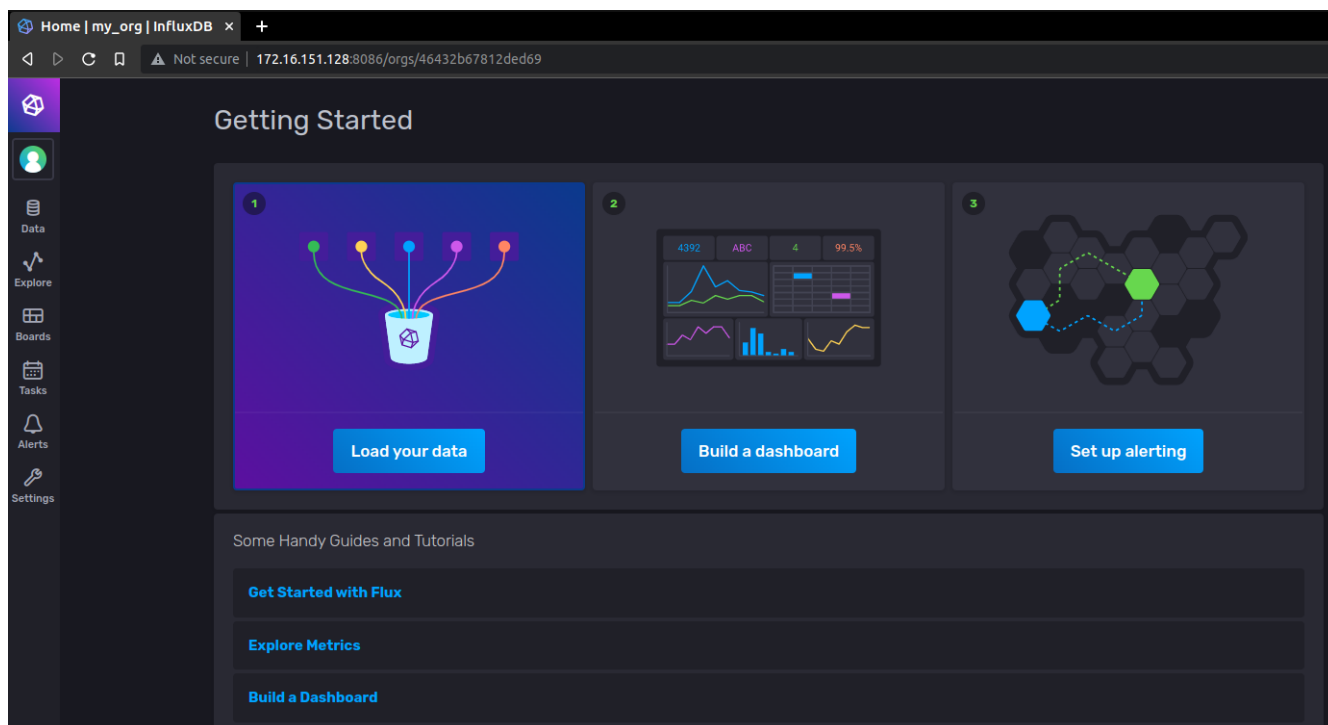 Home | my_org | InfluxDB × +
Not secure | 172.16.151.128:8086/orgs/46432b67812ded69
Getting Started
Data
Explore
Boards
Tasks
Alerts
Settings
1
Load your data
2
4392 ABC 4 99.5%
Build a dashboard
3
Set up alerting
Some Handy Guides and Tutorials
Get Started with Flux
Explore Metrics
Build a Dashboard